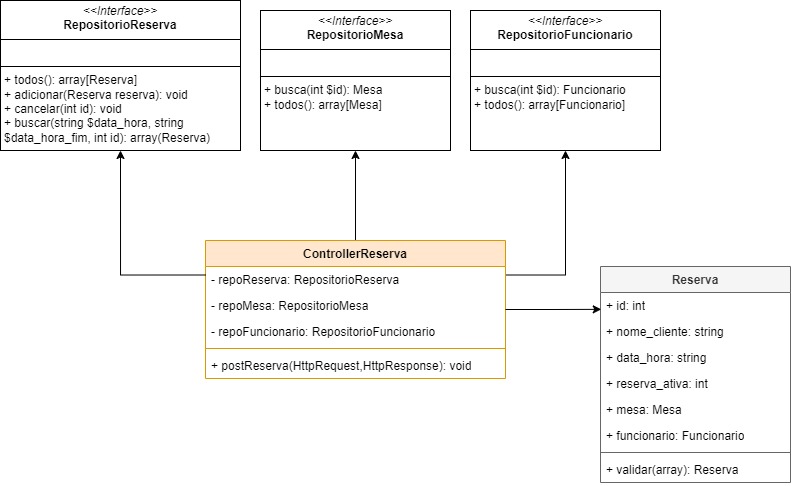 <<Interface>>
RepositorioReserva
+ todos(): array[Reserva]
+ adicionar(Reserva reserva): void
+ cancelar(int id): void
+ buscar(string $data_hora, string
$data_hora_fim, int id): array(Reserva)
<<Interface>>
RepositorioMesa
+ busca(int $id): Mesa
+ todos(): array[Mesa]
<<Interface>>
RepositorioFuncionario
+ busca(int $id): Funcionario
+ todos(): array[Funcionario]
ControllerReserva
- repoReserva: RepositorioReserva
- repoMesa: RepositorioMesa
- repoFuncionario: RepositorioFuncionario
+ postReserva(HttpRequest,HttpResponse): void
Reserva
+ id: int
+ nome_cliente: string
+ data_hora: string
+ reserva_ativa: int
+ mesa: Mesa
+ funcionario: Funcionario
+ validar(array): Reserva